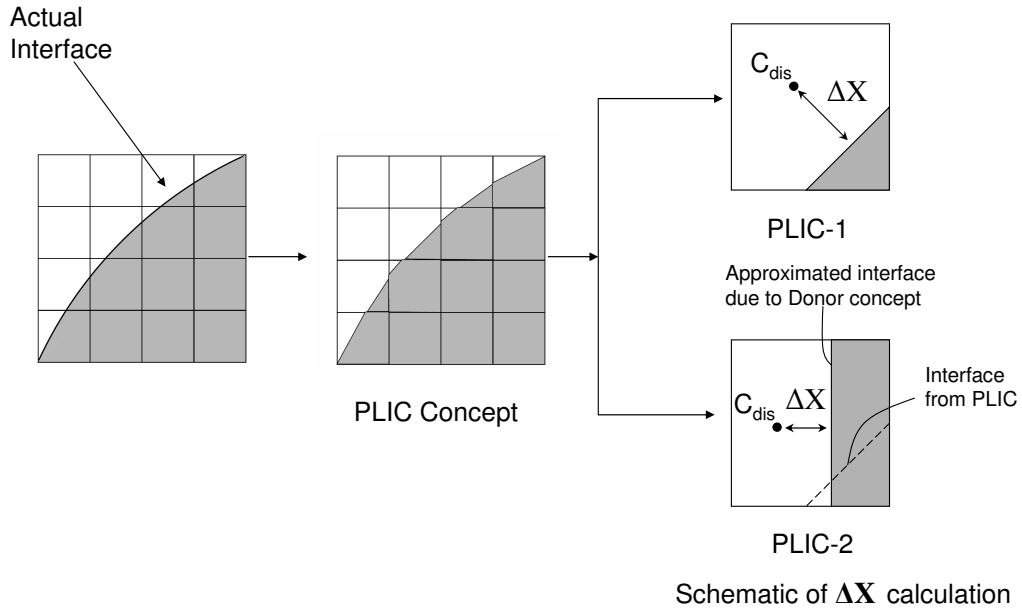 Actual
Interface
C_dis
ΔX
PLIC-1
PLIC Concept
Approximated interface
due to Donor concept
Interface
from PLIC
C_dis
ΔX
PLIC-2
Schematic of ΔX calculation